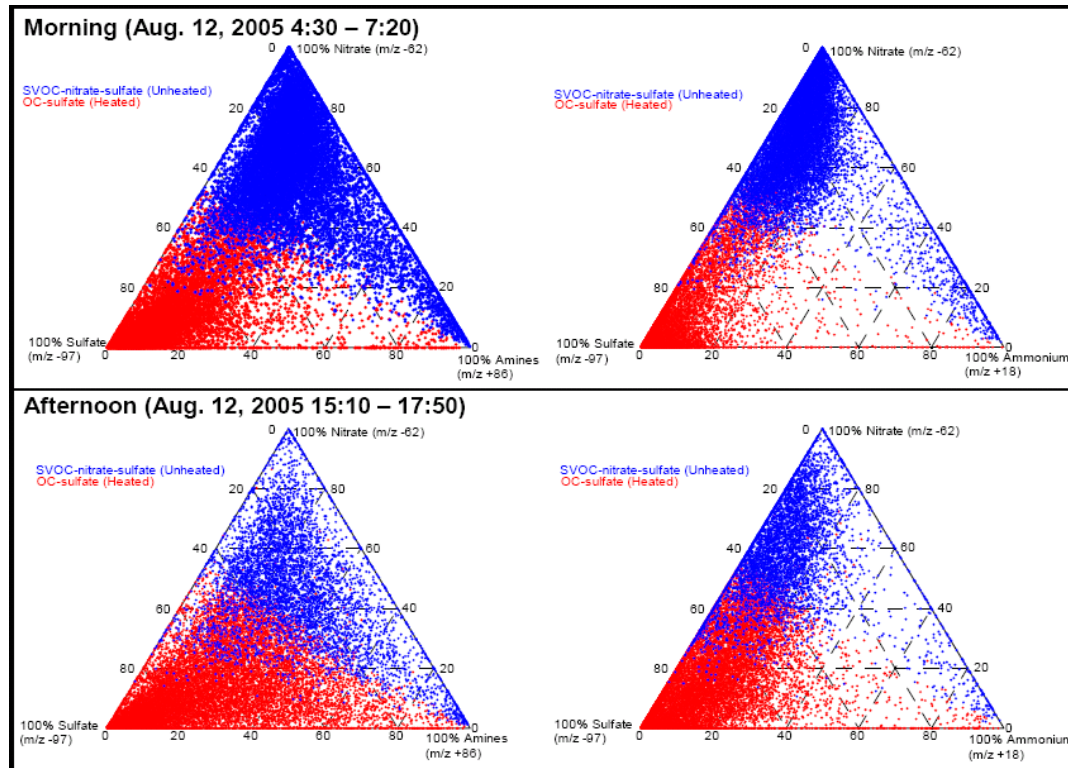 Morning (Aug. 12, 2005 4:30 – 7:20)
0
100% Nitrate (m/z -62)
SVOC-nitrate-sulfate (Unheated)
OC-sulfate (Heated)
20
80
40
60
60
40
80
20
100% Sulfate
(m/z -97)
0
20
40
60
80
0
100% Amines
(m/z +86)
0
100% Nitrate (m/z -62)
SVOC-nitrate-sulfate (Unheated)
OC-sulfate (Heated)
20
80
40
60
60
40
80
20
100% Sulfate
(m/z -97)
0
20
40
60
80
0
100% Ammonium
(m/z +18)
Afternoon (Aug. 12, 2005 15:10 – 17:50)
0
100% Nitrate (m/z -62)
SVOC-nitrate-sulfate (Unheated)
OC-sulfate (Heated)
20
80
40
60
60
40
80
20
100% Sulfate
(m/z -97)
0
20
40
60
80
0
100% Amines
(m/z +86)
0
100% Nitrate (m/z -62)
SVOC-nitrate-sulfate (Unheated)
OC-sulfate (Heated)
20
80
40
60
60
40
80
20
100% Sulfate
(m/z -97)
0
20
40
60
80
0
100% Ammonium
(m/z +18)